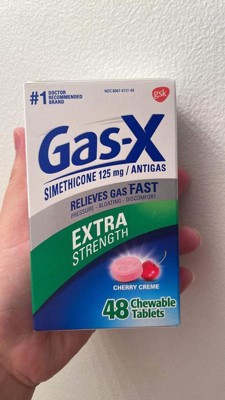 #1 DOCTOR
RECOMMENDED
BRAND
gsk
Gas-X
SIMETHICONE 125 mg / ANTIGAS
RELIEVES GAS FAST
PRESSURE · BLOATING · DISCOMFORT
EXTRA
STRENGTH
CHERRY CREME
48 Chewable
Tablets